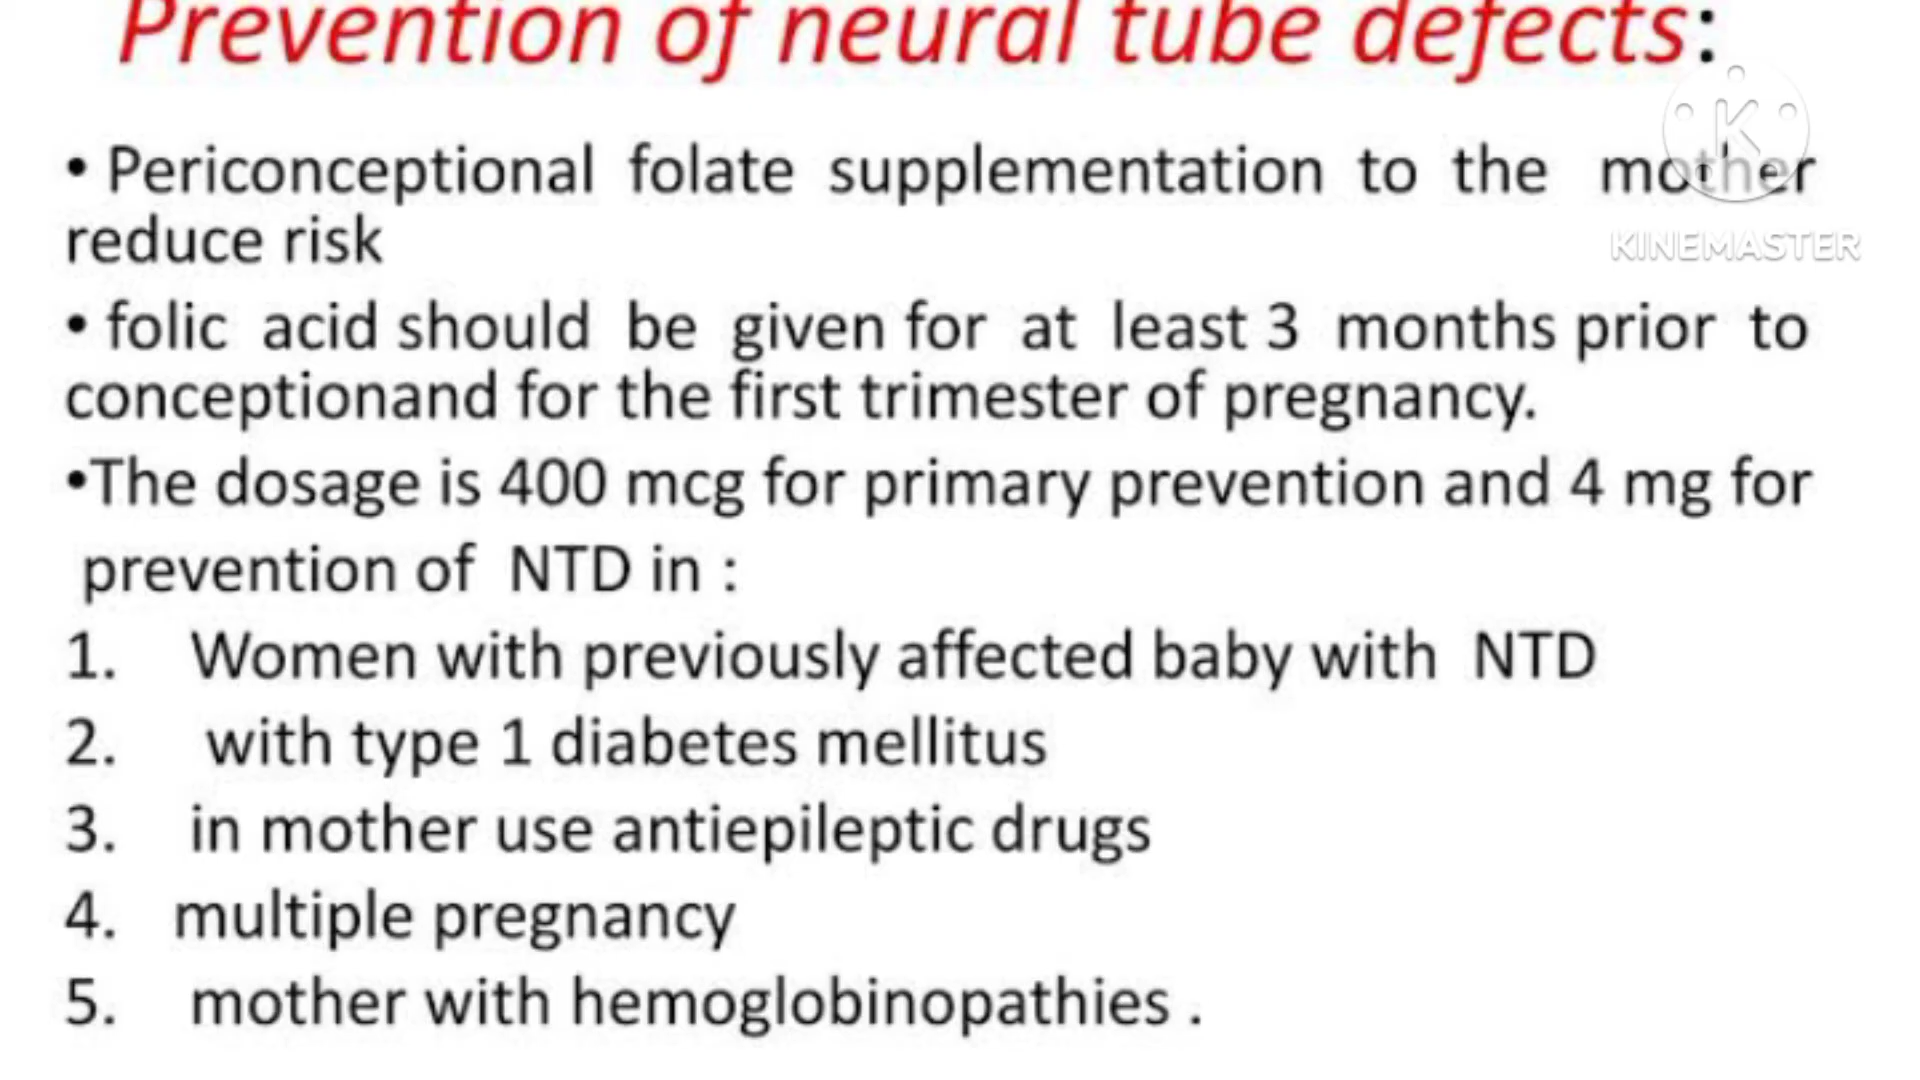 Prevention of neural tube defects:
• Periconceptional folate supplementation to the mother
reduce risk
• folic acid should be given for at least 3 months prior to
conceptionand for the first trimester of pregnancy.
•The dosage is 400 mcg for primary prevention and 4 mg for
prevention of NTD in :
1. Women with previously affected baby with NTD
2. with type 1 diabetes mellitus
3. in mother use antiepileptic drugs
4. multiple pregnancy
5. mother with hemoglobinopathies .
K
KINEMASTER